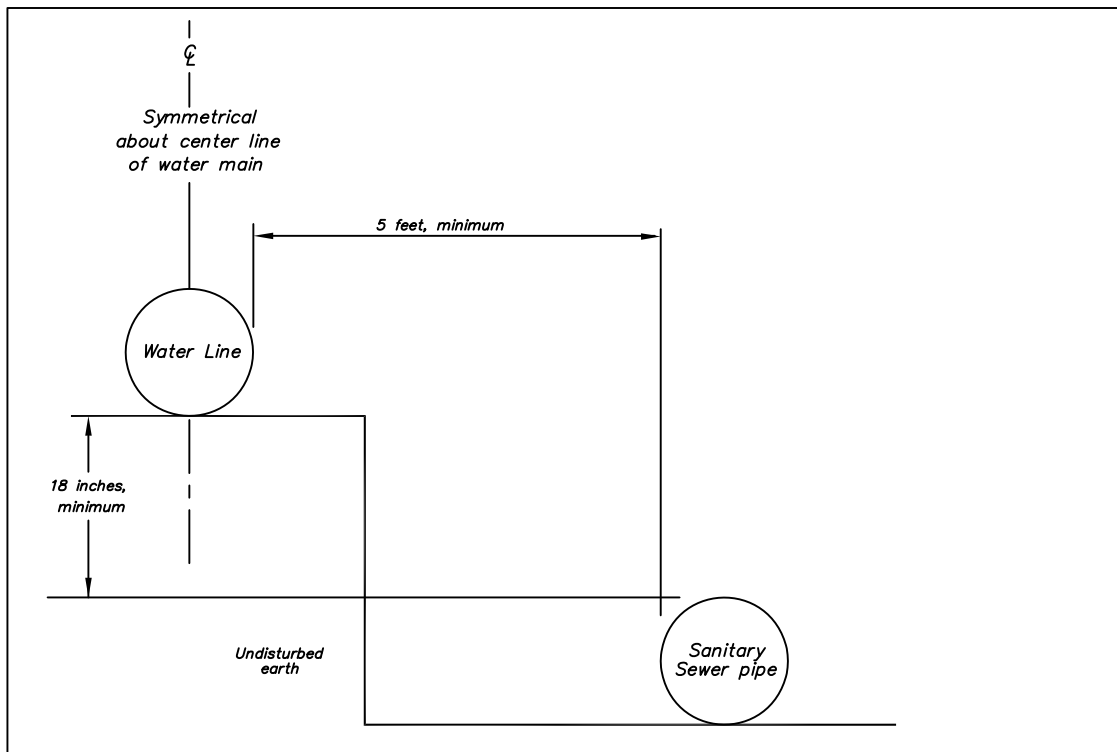 ℄
Symmetrical
about center line
of water main
5 feet, minimum
Water Line
18 inches,
minimum
Undisturbed
earth
Sanitary
Sewer pipe